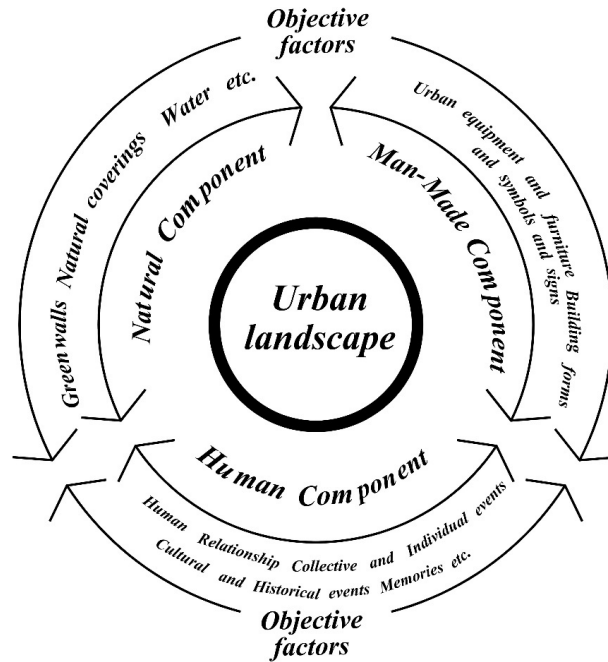 Objective
factors
Greenwalls Natural coverings Water etc.
Natural Component
Urban equipment and furniture Building forms
and symbols and signs
Man-Made Component
Urban
landscape
Human Component
Human Relationship Collective and Individual events
Cultural and Historical events Memories etc.
Objective
factors